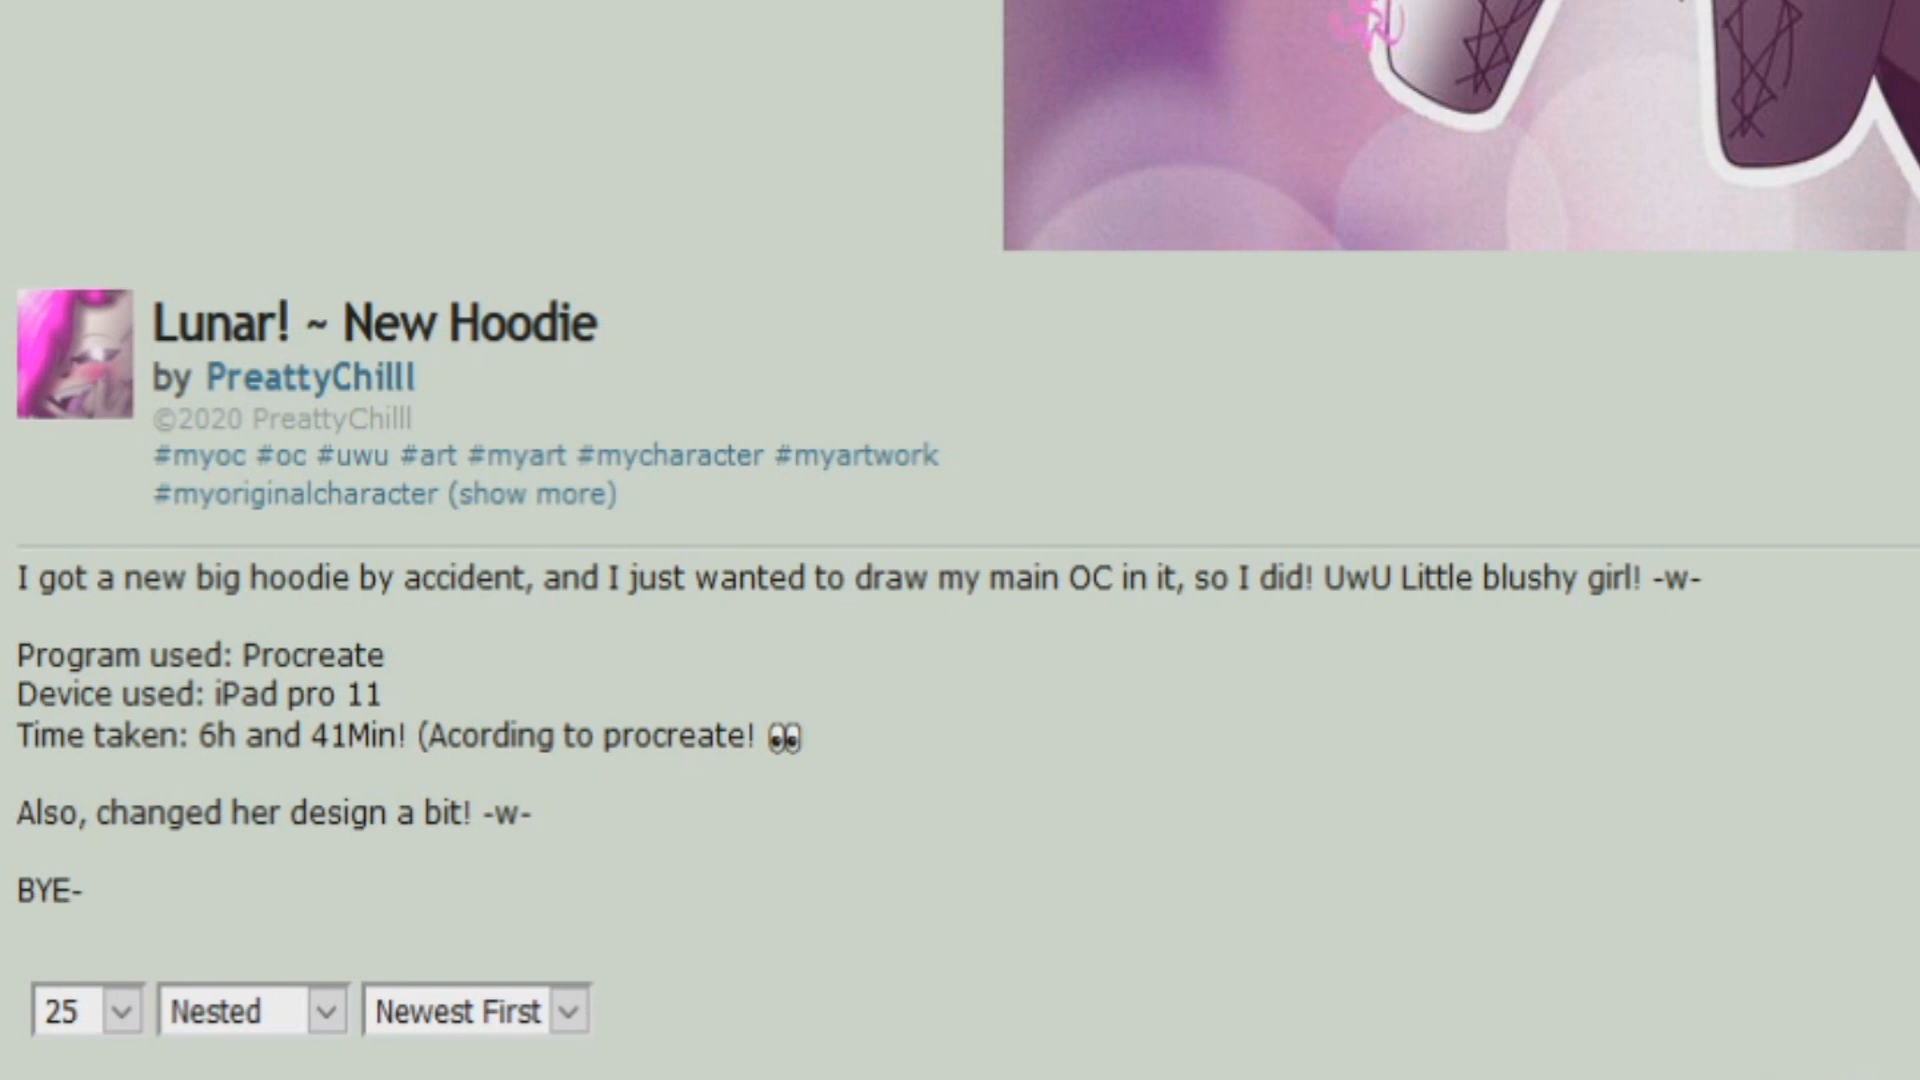 Lunar! ~ New Hoodie
by PreattyChilll
©2020 PreattyChilll
#myoc #oc #uwu #art #myart #mycharacter #myartwork
#myoriginalcharacter (show more)
I got a new big hoodie by accident, and I just wanted to draw my main OC in it, so I did! UwU Little blushy girl! -w-
Program used: Procreate
Device used: iPad pro 11
Time taken: 6h and 41Min! (Acording to procreate! 👀
Also, changed her design a bit! -w-
BYE-
25 Nested Newest First